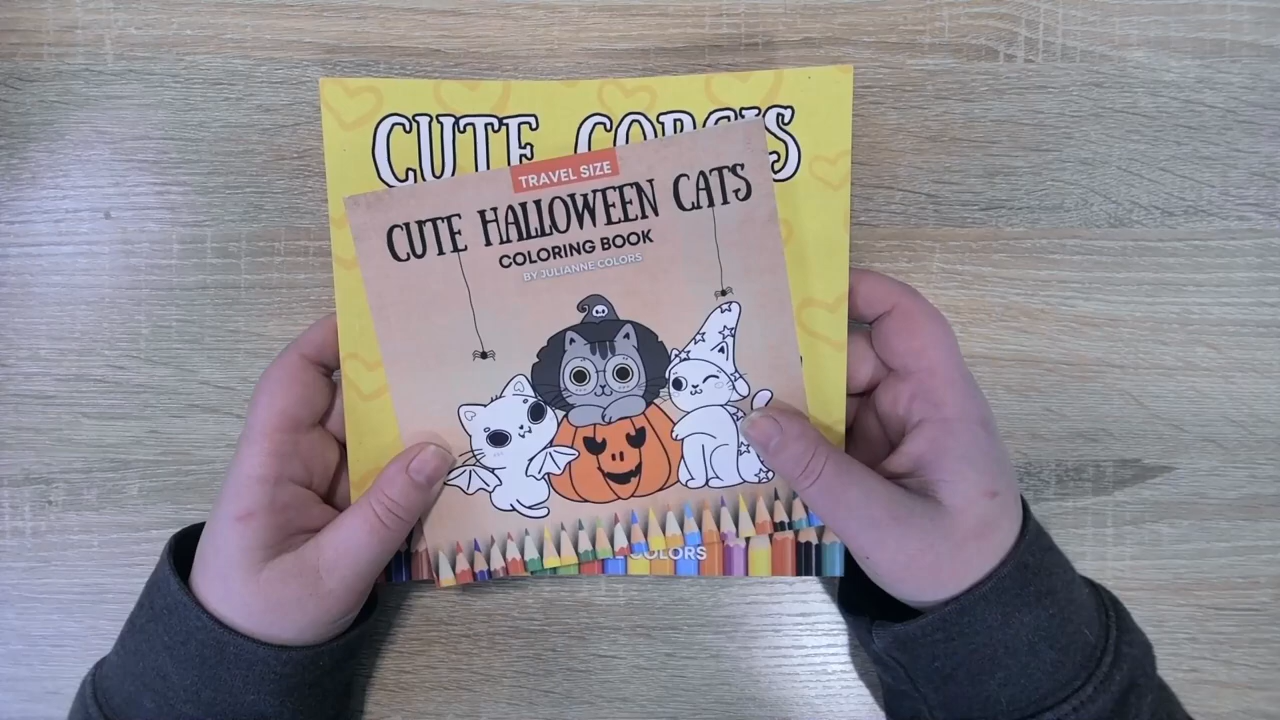 CUTE CORGIS
TRAVEL SIZE
CUTE HALLOWEEN CATS
COLORING BOOK
BY JULIANNE COLORS
COLORS